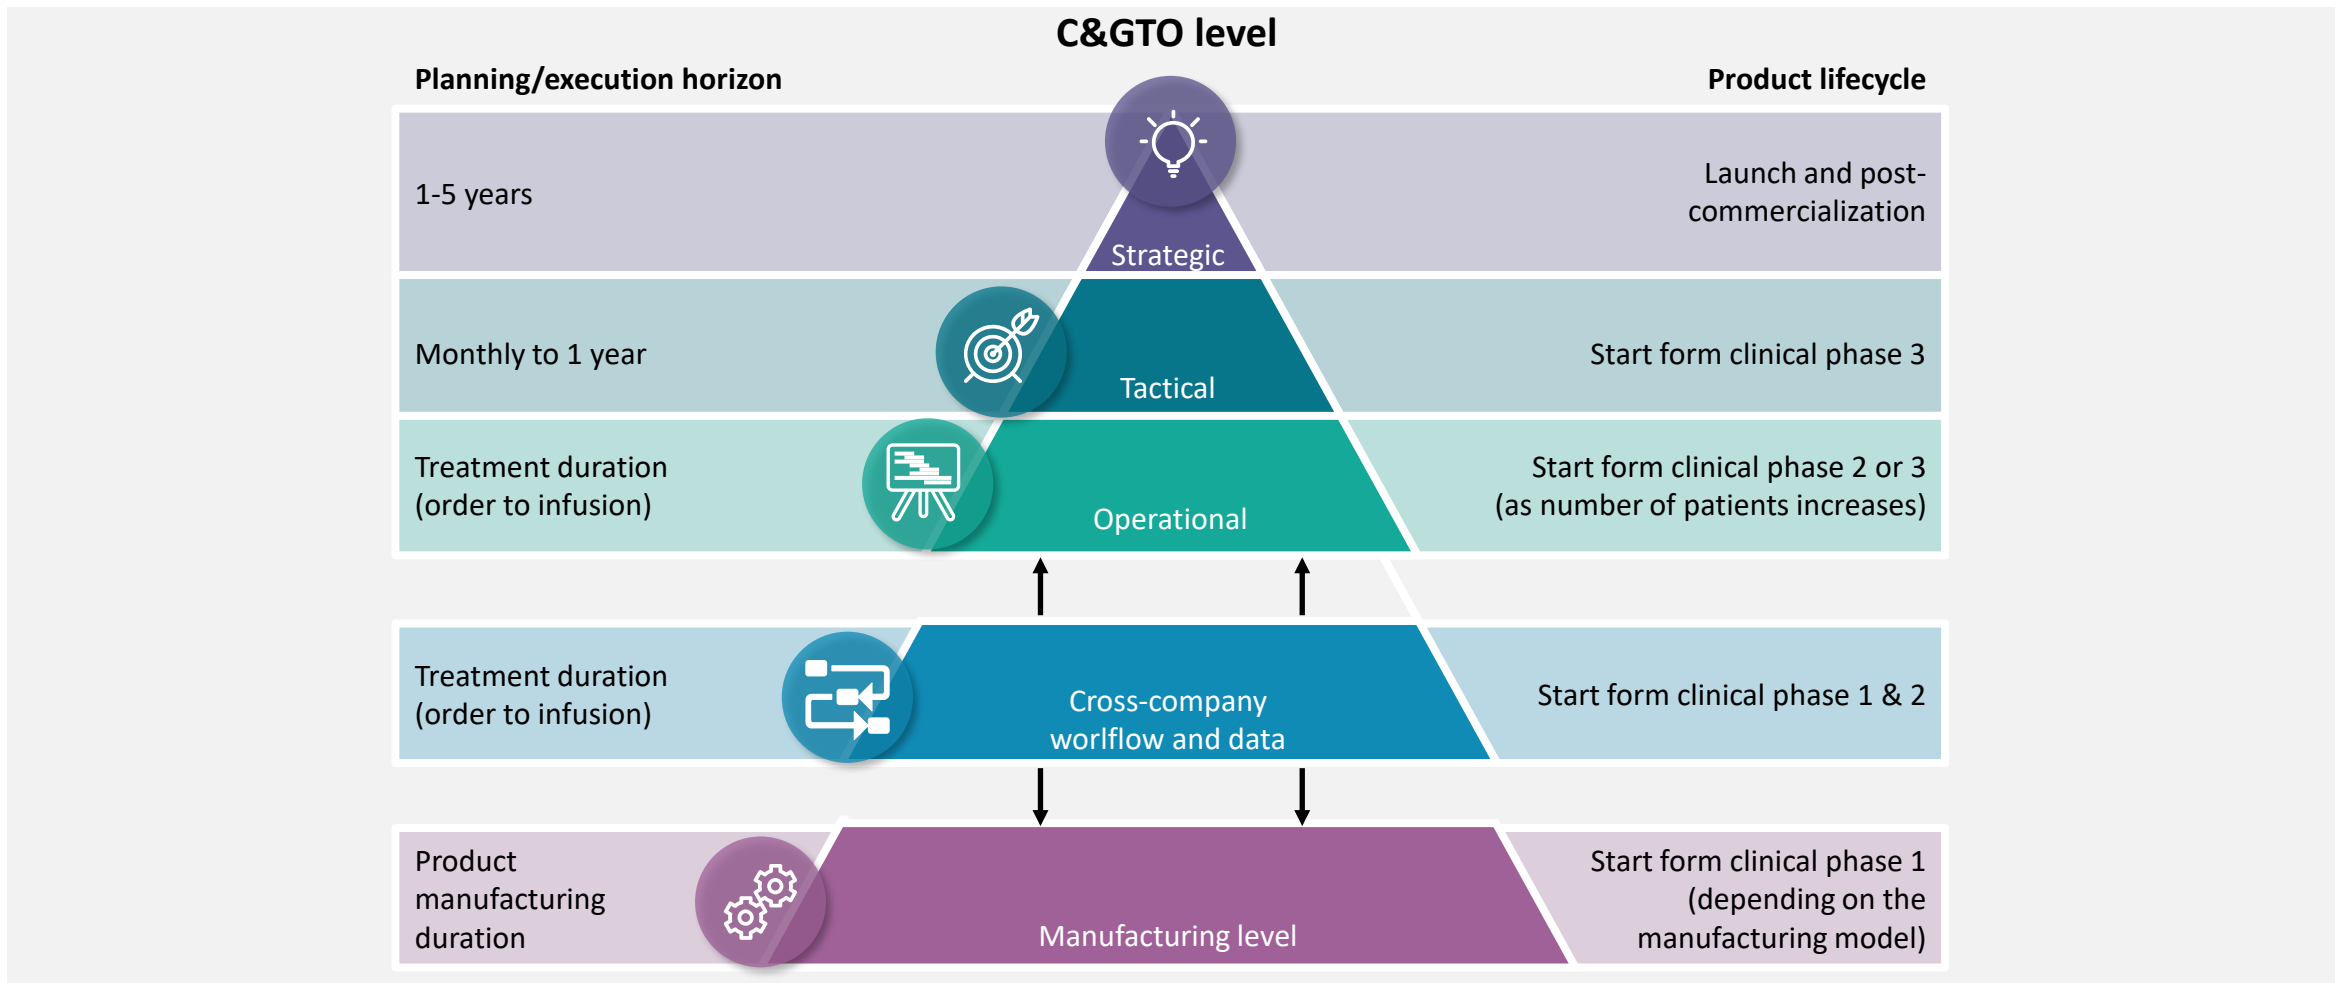 C&GTO level
Planning/execution horizon
Product lifecycle
1-5 years
Strategic
Launch and post-
commercialization
Monthly to 1 year
Tactical
Start form clinical phase 3
Treatment duration
(order to infusion)
Operational
Start form clinical phase 2 or 3
(as number of patients increases)
Treatment duration
(order to infusion)
Cross-company
worlflow and data
Start form clinical phase 1 & 2
Product
manufacturing
duration
Manufacturing level
Start form clinical phase 1
(depending on the
manufacturing model)